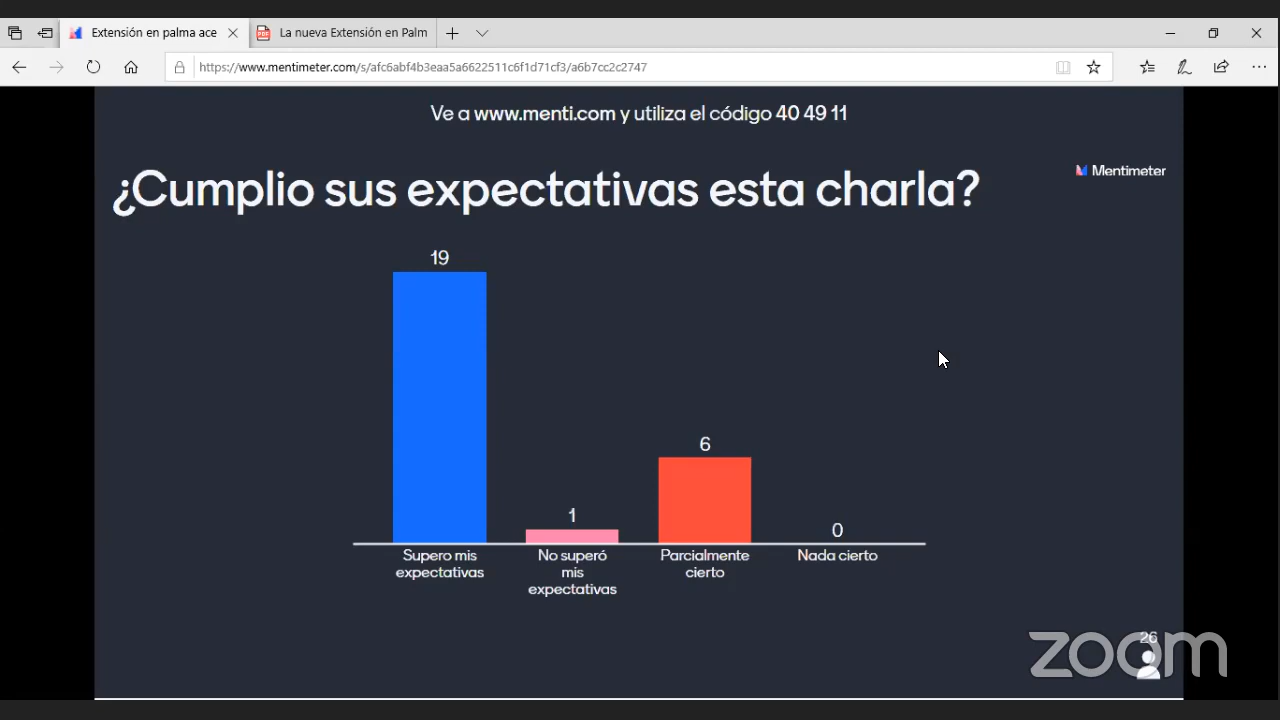 Extensión en palma ace
La nueva Extensión en Palm
https://www.mentimeter.com/s/afc6abf4b3eaa5a6622511c6f1d71cf3/a6b7cc2c2747
Ve a www.menti.com y utiliza el código 40 49 11
Mentimeter
¿Cumplio sus expectativas esta charla?
19
1
6
0
Supero mis
expectativas
No superó
mis
expectativas
Parcialmente
cierto
Nada cierto
26
zoom